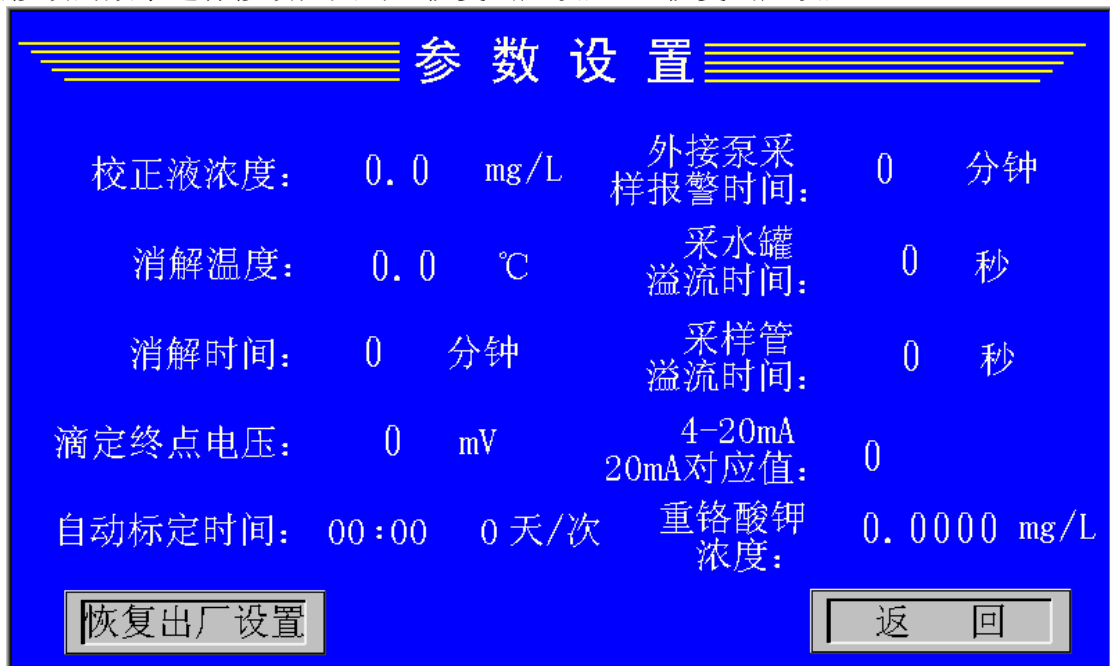 参数设置
校正液浓度： 0.0 mg/L
外接泵采
样报警时间： 0 分钟
消解温度： 0.0 ℃
采水罐
溢流时间： 0 秒
消解时间： 0 分钟
采样管
溢流时间： 0 秒
滴定终点电压： 0 mV
4-20mA
20mA对应值： 0
自动标定时间： 00:00 0天/次
重铬酸钾
浓度： 0.0000 mg/L
恢复出厂设置
返 回